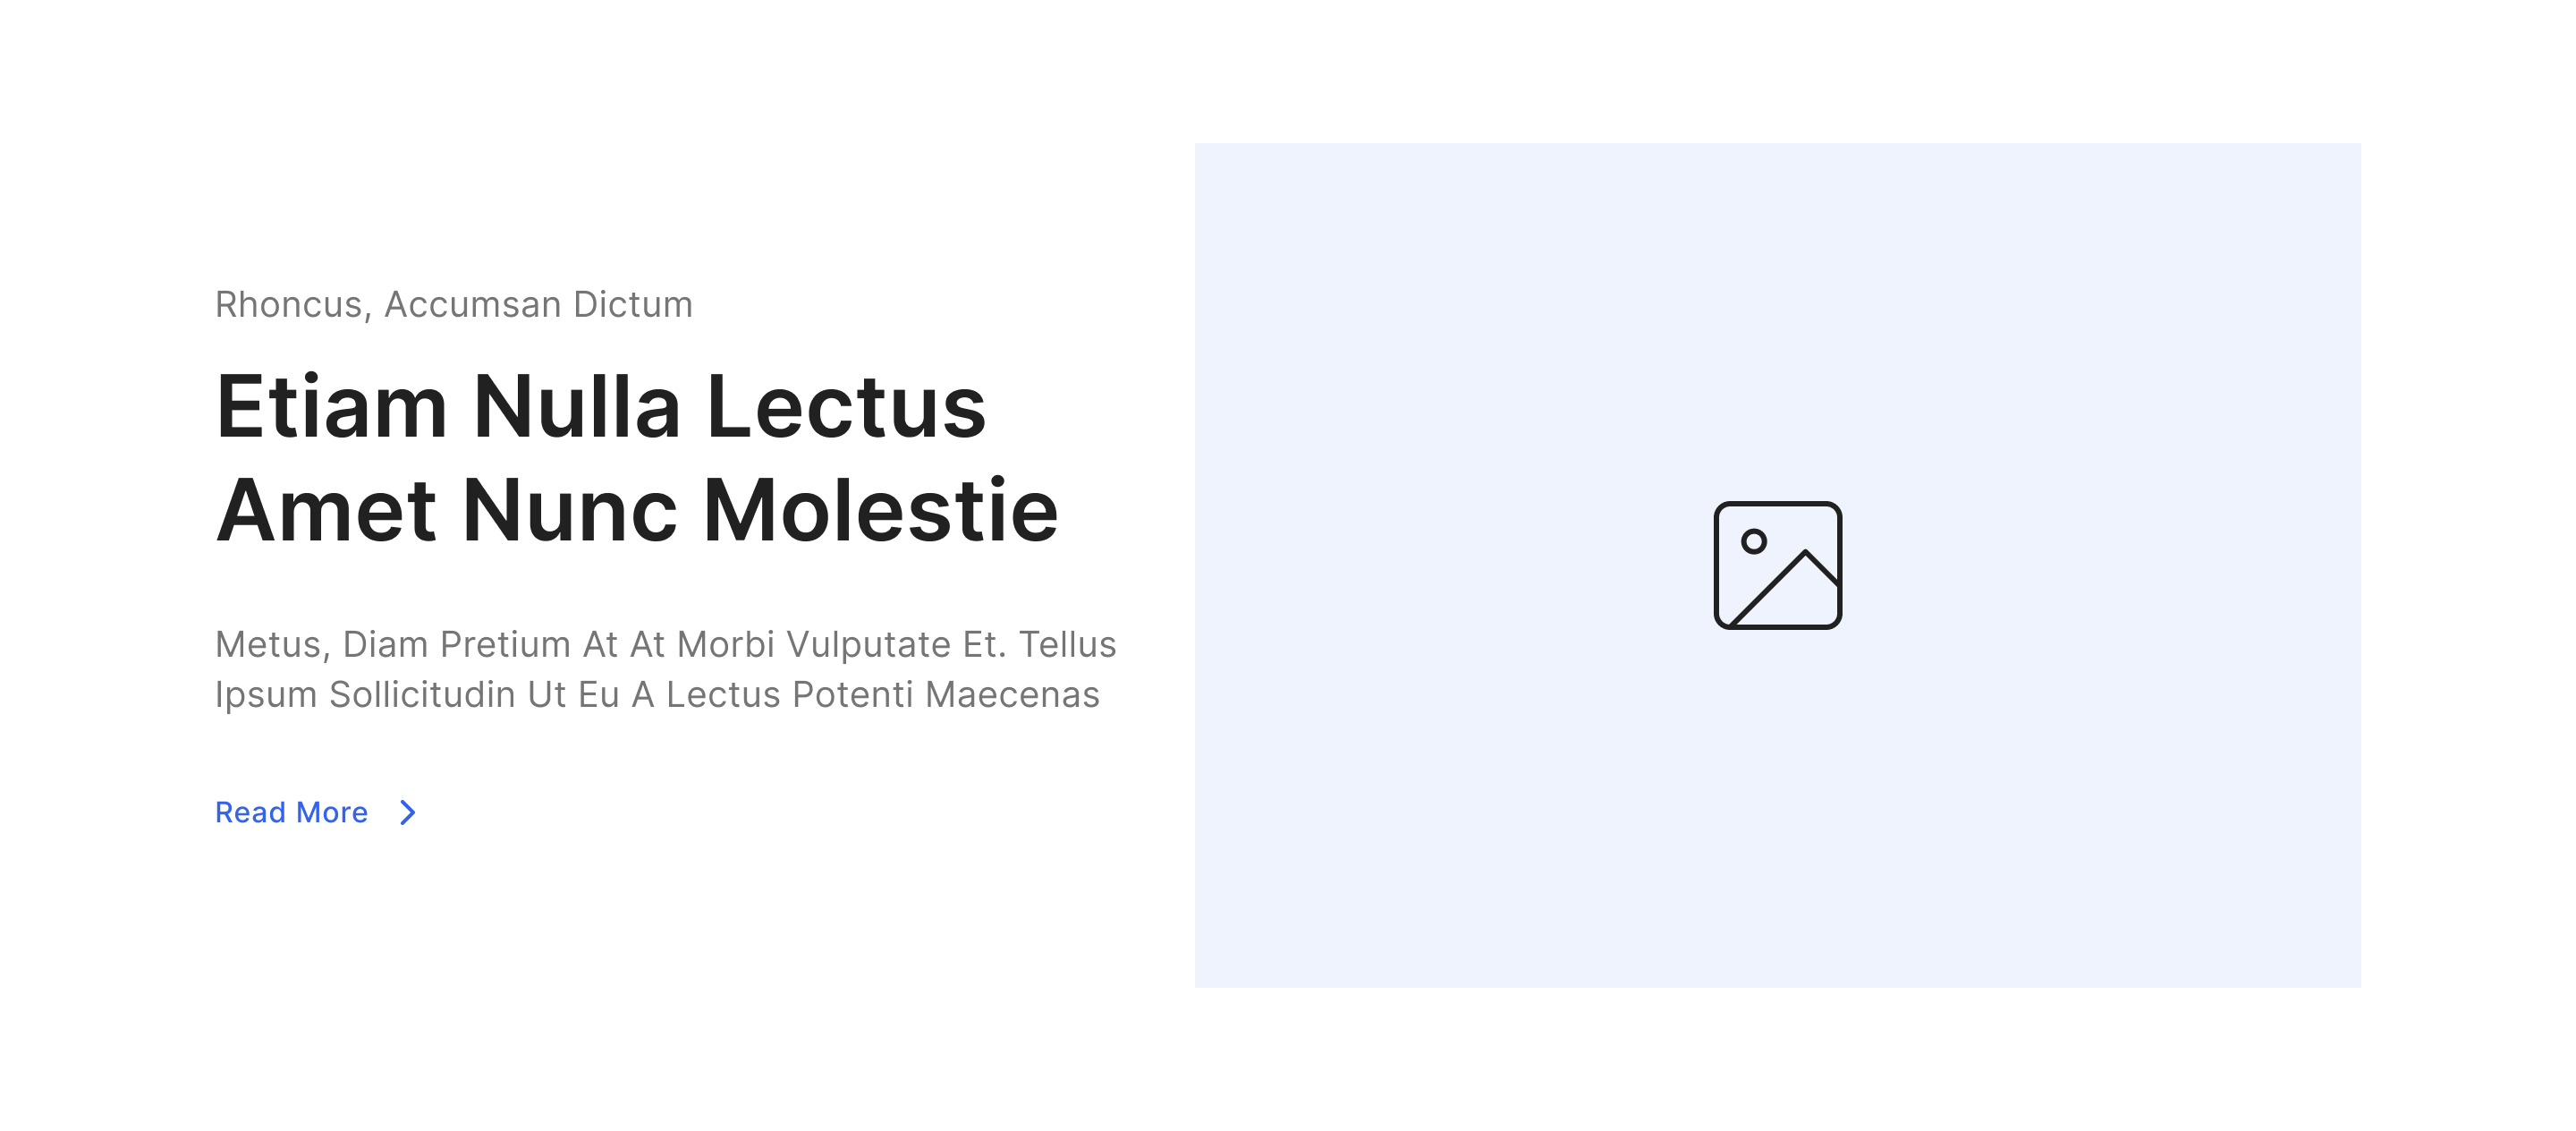 Rhoncus, Accumsan Dictum
Etiam Nulla Lectus
Amet Nunc Molestie
Metus, Diam Pretium At At Morbi Vulputate Et. Tellus
Ipsum Sollicitudin Ut Eu A Lectus Potenti Maecenas
Read More